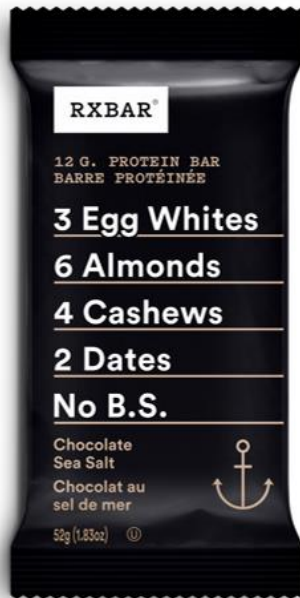 RXBAR®
12 G. PROTEIN BAR
BARRE PROTÉINÉE
3 Egg Whites
6 Almonds
4 Cashews
2 Dates
No B.S.
Chocolate
Sea Salt
Chocolat au
sel de mer
52g (1.83oz) Ⓤ